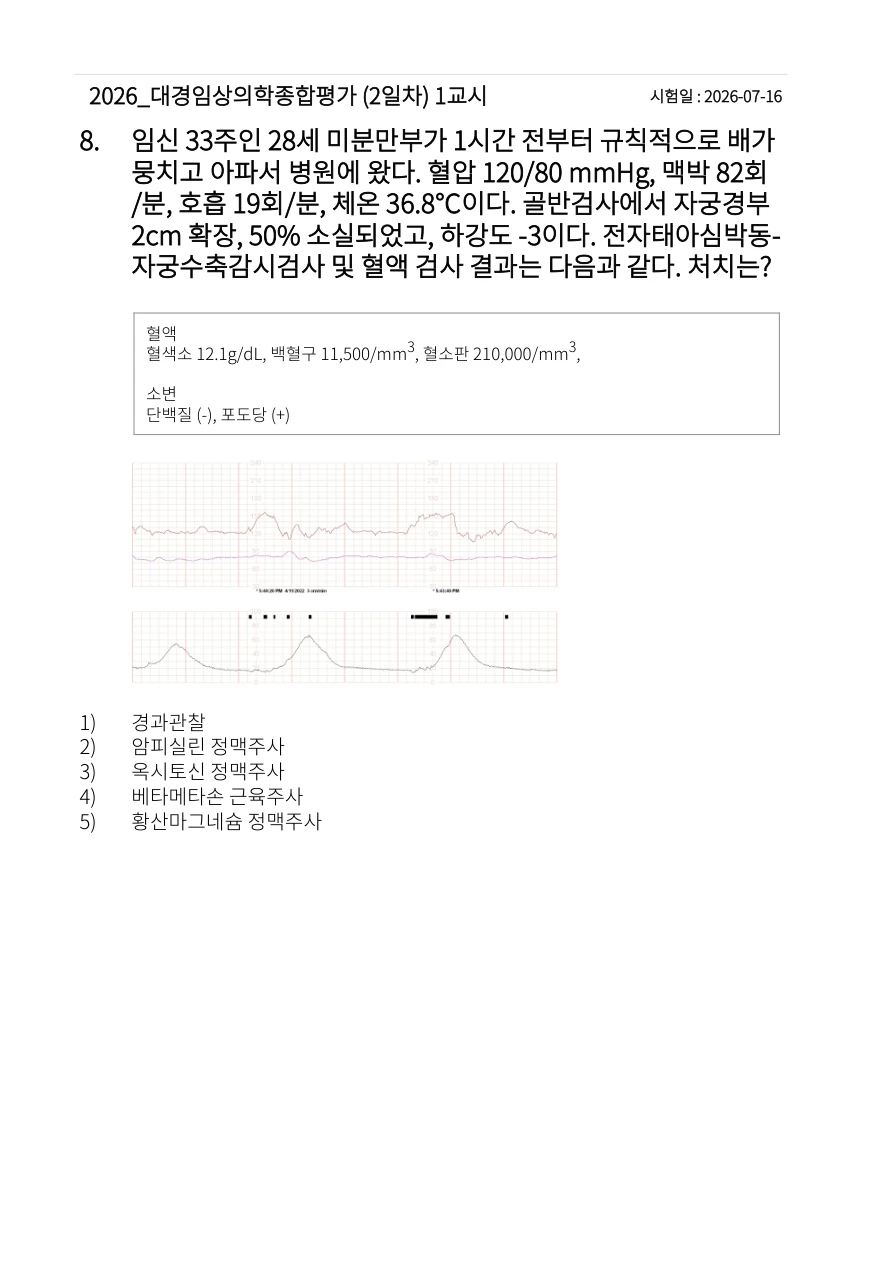 2026_대경임상의학종합평가 (2일차) 1교시
시험일 : 2026-07-16
8. 임신 33주인 28세 미분만부가 1시간 전부터 규칙적으로 배가
뭉치고 아파서 병원에 왔다. 혈압 120/80 mmHg, 맥박 82회
/분, 호흡 19회/분, 체온 36.8℃이다. 골반검사에서 자궁경부
2cm 확장, 50% 소실되었고, 하강도 -3이다. 전자태아심박동-
자궁수축감시검사 및 혈액 검사 결과는 다음과 같다. 처치는?
혈액
혈색소 12.1g/dL, 백혈구 11,500/mm³, 혈소판 210,000/mm³,
소변
단백질 (-), 포도당 (+)
240 240
210 210
1) 경과관찰
2) 암피실린 정맥주사
3) 옥시토신 정맥주사
4) 베타메타손 근육주사
5) 황산마그네슘 정맥주사